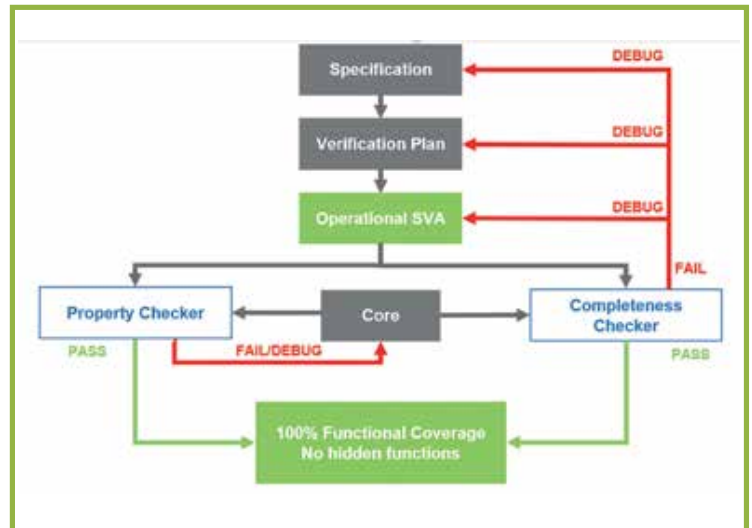 DEBUG
Specification
DEBUG
Verification Plan
DEBUG
Operational SVA
FAIL
Property Checker
Core
Completeness
Checker
PASS
FAIL/DEBUG
PASS
100% Functional Coverage
No hidden functions